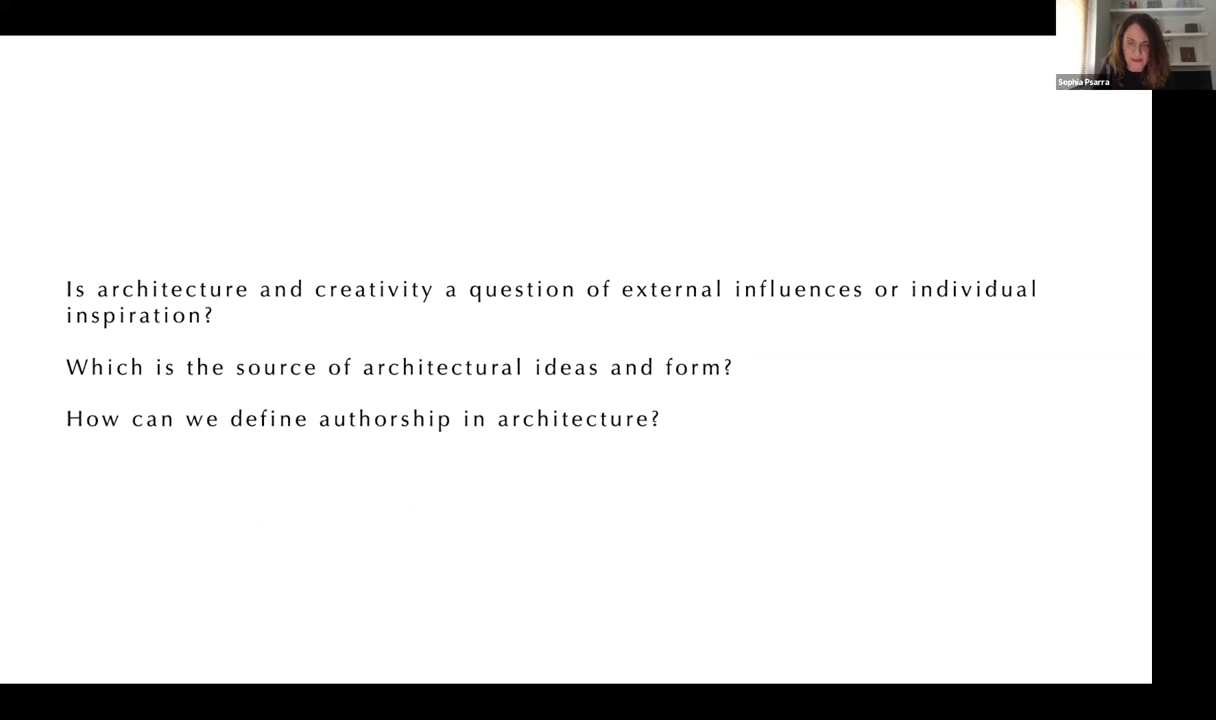 Sophia Psarra
Is architecture and creativity a question of external influences or individual
inspiration?
Which is the source of architectural ideas and form?
How can we define authorship in architecture?